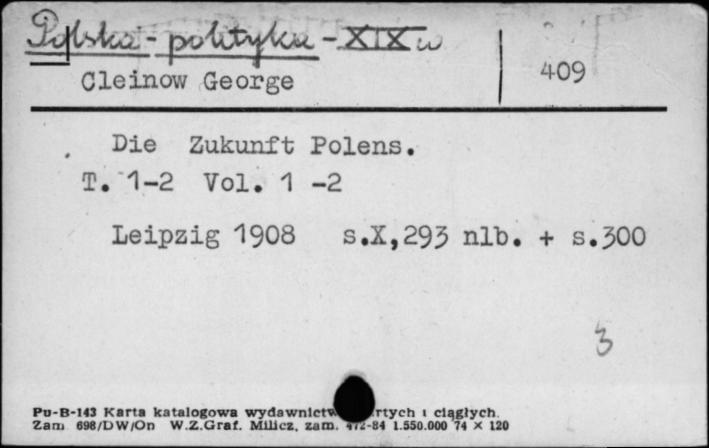 Polska - polityka - XIX w
Cleinow George 409
Die Zukunft Polens.
T. 1-2 Vol. 1 -2
Leipzig 1908 s.X,293 nlb. + s.300
3
Pu-B-143 Karta katalogowa wydawnictw rtych i ciągłych.
Zam. 698/DW/On W.Z.Graf. Milicz, zam. 472-84 1.550.000 74 × 120